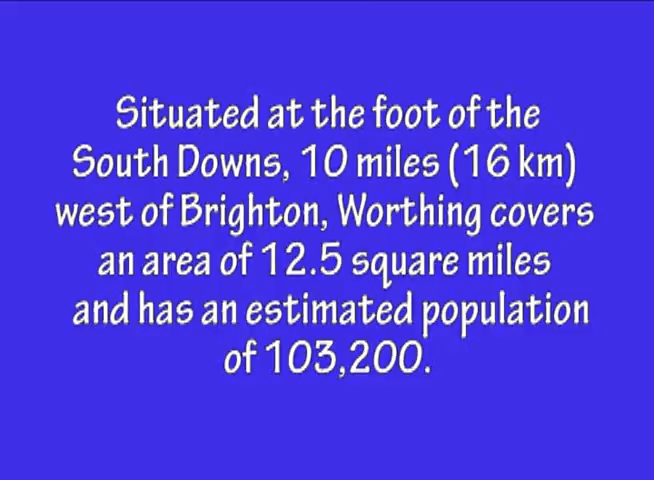 Situated at the foot of the
South Downs, 10 miles (16 km)
west of Brighton, Worthing covers
an area of 12.5 square miles
and has an estimated population
of 103,200.